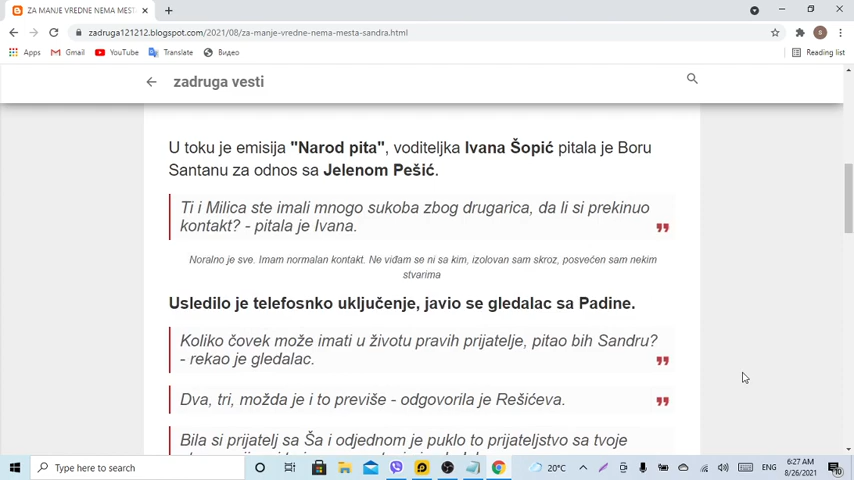 ZA MANJE VREDNE NEMA MEST
zadruga121212.blogspot.com/2021/08/za-manje-vredne-nema-mesta-sandra.html
S
Apps Gmail YouTube Translate Видео Reading list
zadruga vesti
U toku je emisija "Narod pita", voditeljka Ivana Šopić pitala je Boru
Santanu za odnos sa Jelenom Pešić.
Ti i Milica ste imali mnogo sukoba zbog drugarica, da li si prekinuo
kontakt? - pitala je Ivana.
Noralno je sve. Imam normalan kontakt. Ne viđam se ni sa kim, izolovan sam skroz, posvećen sam nekim
stvarima
Usledilo je telefosnko uključenje, javio se gledalac sa Padine.
Koliko čovek može imati u životu pravih prijatelje, pitao bih Sandru?
- rekao je gledalac.
Dva, tri, možda je i to previše - odgovorila je Rešićeva.
Bila si prijatelj sa Ša i odjednom je puklo to prijateljstvo sa tvoje
Type here to search
20°C
ENG
6:27 AM
8/26/2021
10